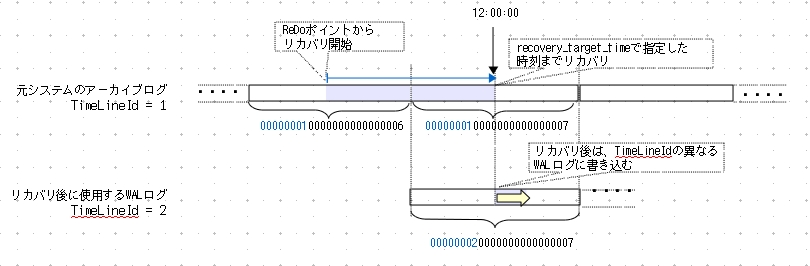 12:00:00
ReDoポイントから
リカバリ開始
recovery_target_timeで指定した
時刻までリカバリ
元システムのアーカイブログ
TimeLineId = 1
000000010000000000000006
000000010000000000000007
リカバリ後は、TimeLineIdの異なる
WALログに書き込む
リカバリ後に使用するWALログ
TimeLineId = 2
000000020000000000000007